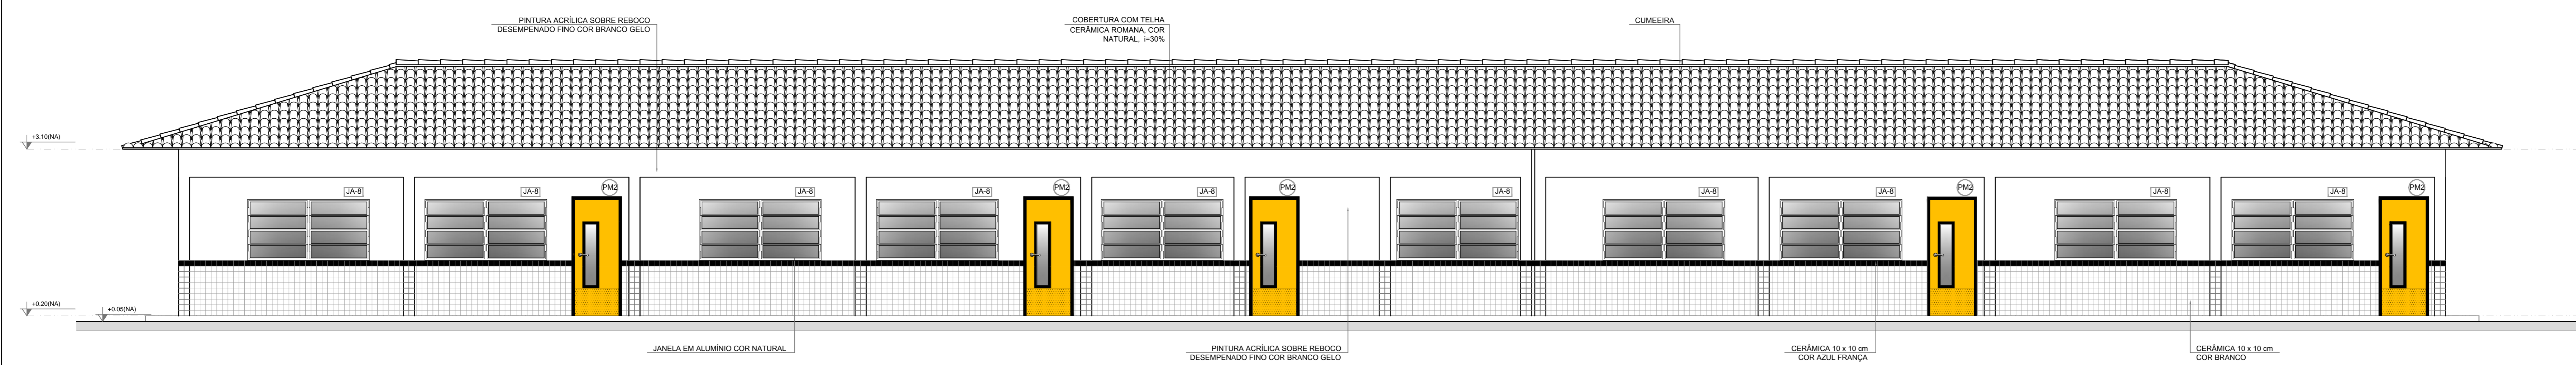 PINTURA ACRÍLICA SOBRE REBOCO
DESEMPENADO FINO COR BRANCO GELO
COBERTURA COM TELHA
CERÂMICA ROMANA, COR
NATURAL, i=30%
CUMEEIRA
+3.10(NA)
JA-8
JA-8
PM2
JA-8
JA-8
PM2
JA-8
PM2
JA-8
JA-8
JA-8
PM2
JA-8
JA-8
PM2
+0.20(NA)
+0.05(NA)
JANELA EM ALUMÍNIO COR NATURAL
PINTURA ACRÍLICA SOBRE REBOCO
DESEMPENADO FINO COR BRANCO GELO
CERÂMICA 10 x 10 cm
COR AZUL FRANÇA
CERÂMICA 10 x 10 cm
COR BRANCO